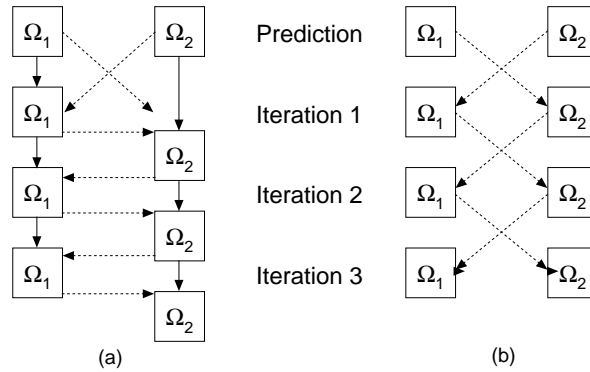 Ω1 Ω2 Prediction Ω1 Ω2
Ω1 Iteration 1 Ω1 Ω2
Ω2
Ω1 Iteration 2 Ω1 Ω2
Ω2
Ω1 Iteration 3 Ω1 Ω2
Ω2
(a) (b)